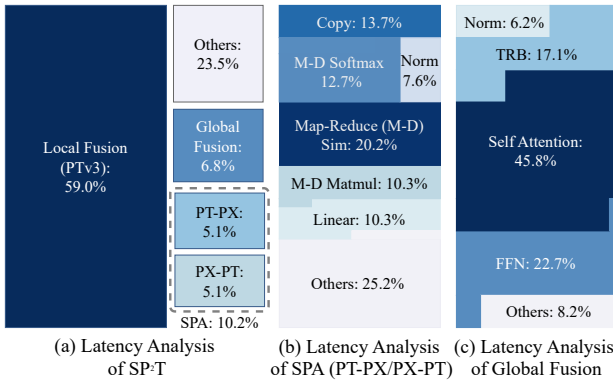 Local Fusion
(PTv3):
59.0%
Others:
23.5%
Global
Fusion:
6.8%
PT-PX:
5.1%
PX-PT:
5.1%
SPA: 10.2%
(a) Latency Analysis
of SP²T
Copy: 13.7%
M-D Softmax
12.7%
Norm
7.6%
Map-Reduce (M-D)
Sim: 20.2%
M-D Matmul: 10.3%
Linear: 10.3%
Others: 25.2%
(b) Latency Analysis
of SPA (PT-PX/PX-PT)
Norm: 6.2%
TRB: 17.1%
Self Attention:
45.8%
FFN: 22.7%
Others: 8.2%
(c) Latency Analysis
of Global Fusion